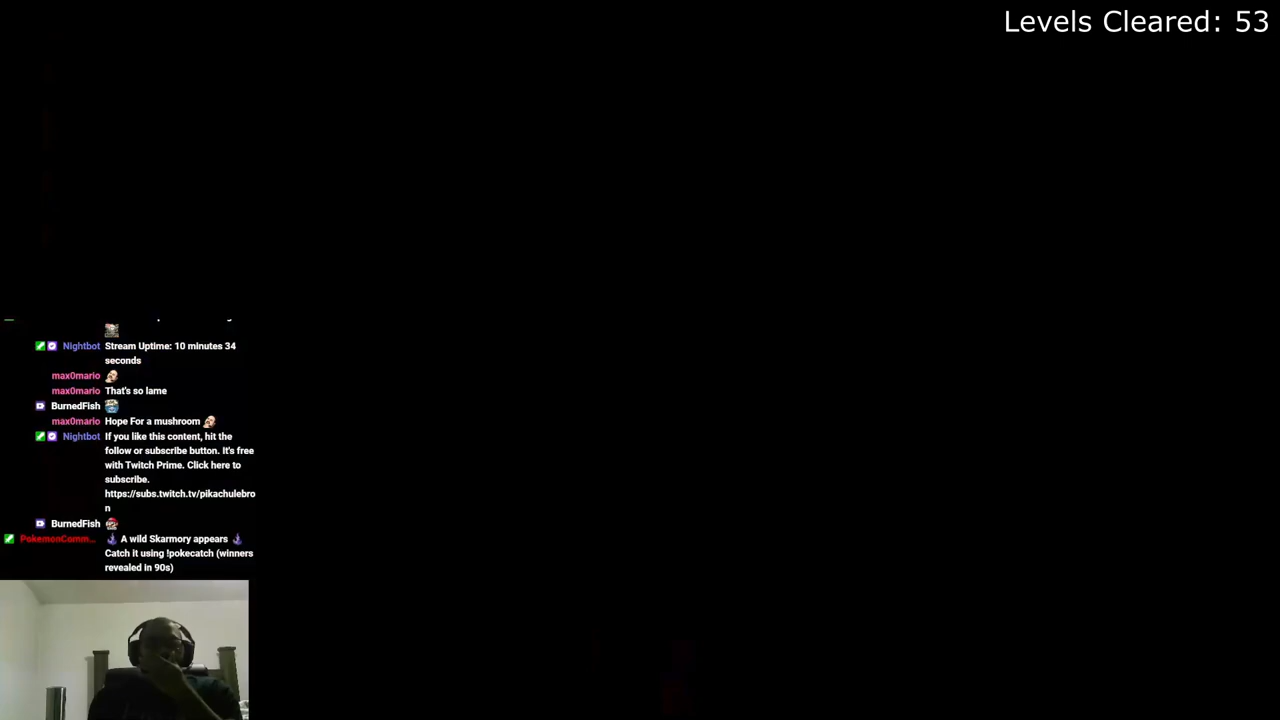 Levels Cleared: 53
Nightbot Stream Uptime: 10 minutes 34
seconds
max0mario
max0mario That's so lame
BurnedFish
max0mario Hope For a mushroom
Nightbot If you like this content, hit the
follow or subscribe button. It's free
with Twitch Prime. Click here to
subscribe.
https://subs.twitch.tv/pikachulebro
n
BurnedFish
PokemonComm... A wild Skarmory appears
Catch it using !pokecatch (winners
revealed in 90s)